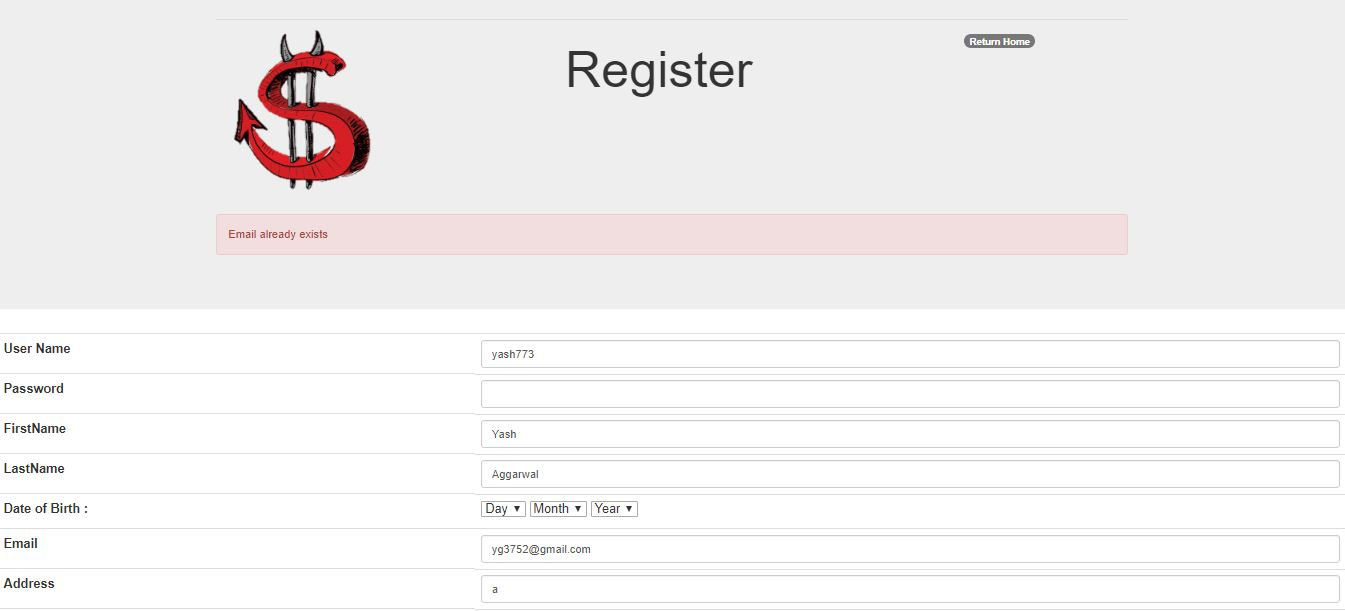 Register
Return Home
Email already exists
User Name
yash773
Password
FirstName
Yash
LastName
Aggarwal
Date of Birth :
Day Month Year
Email
yg3752@gmail.com
Address
a